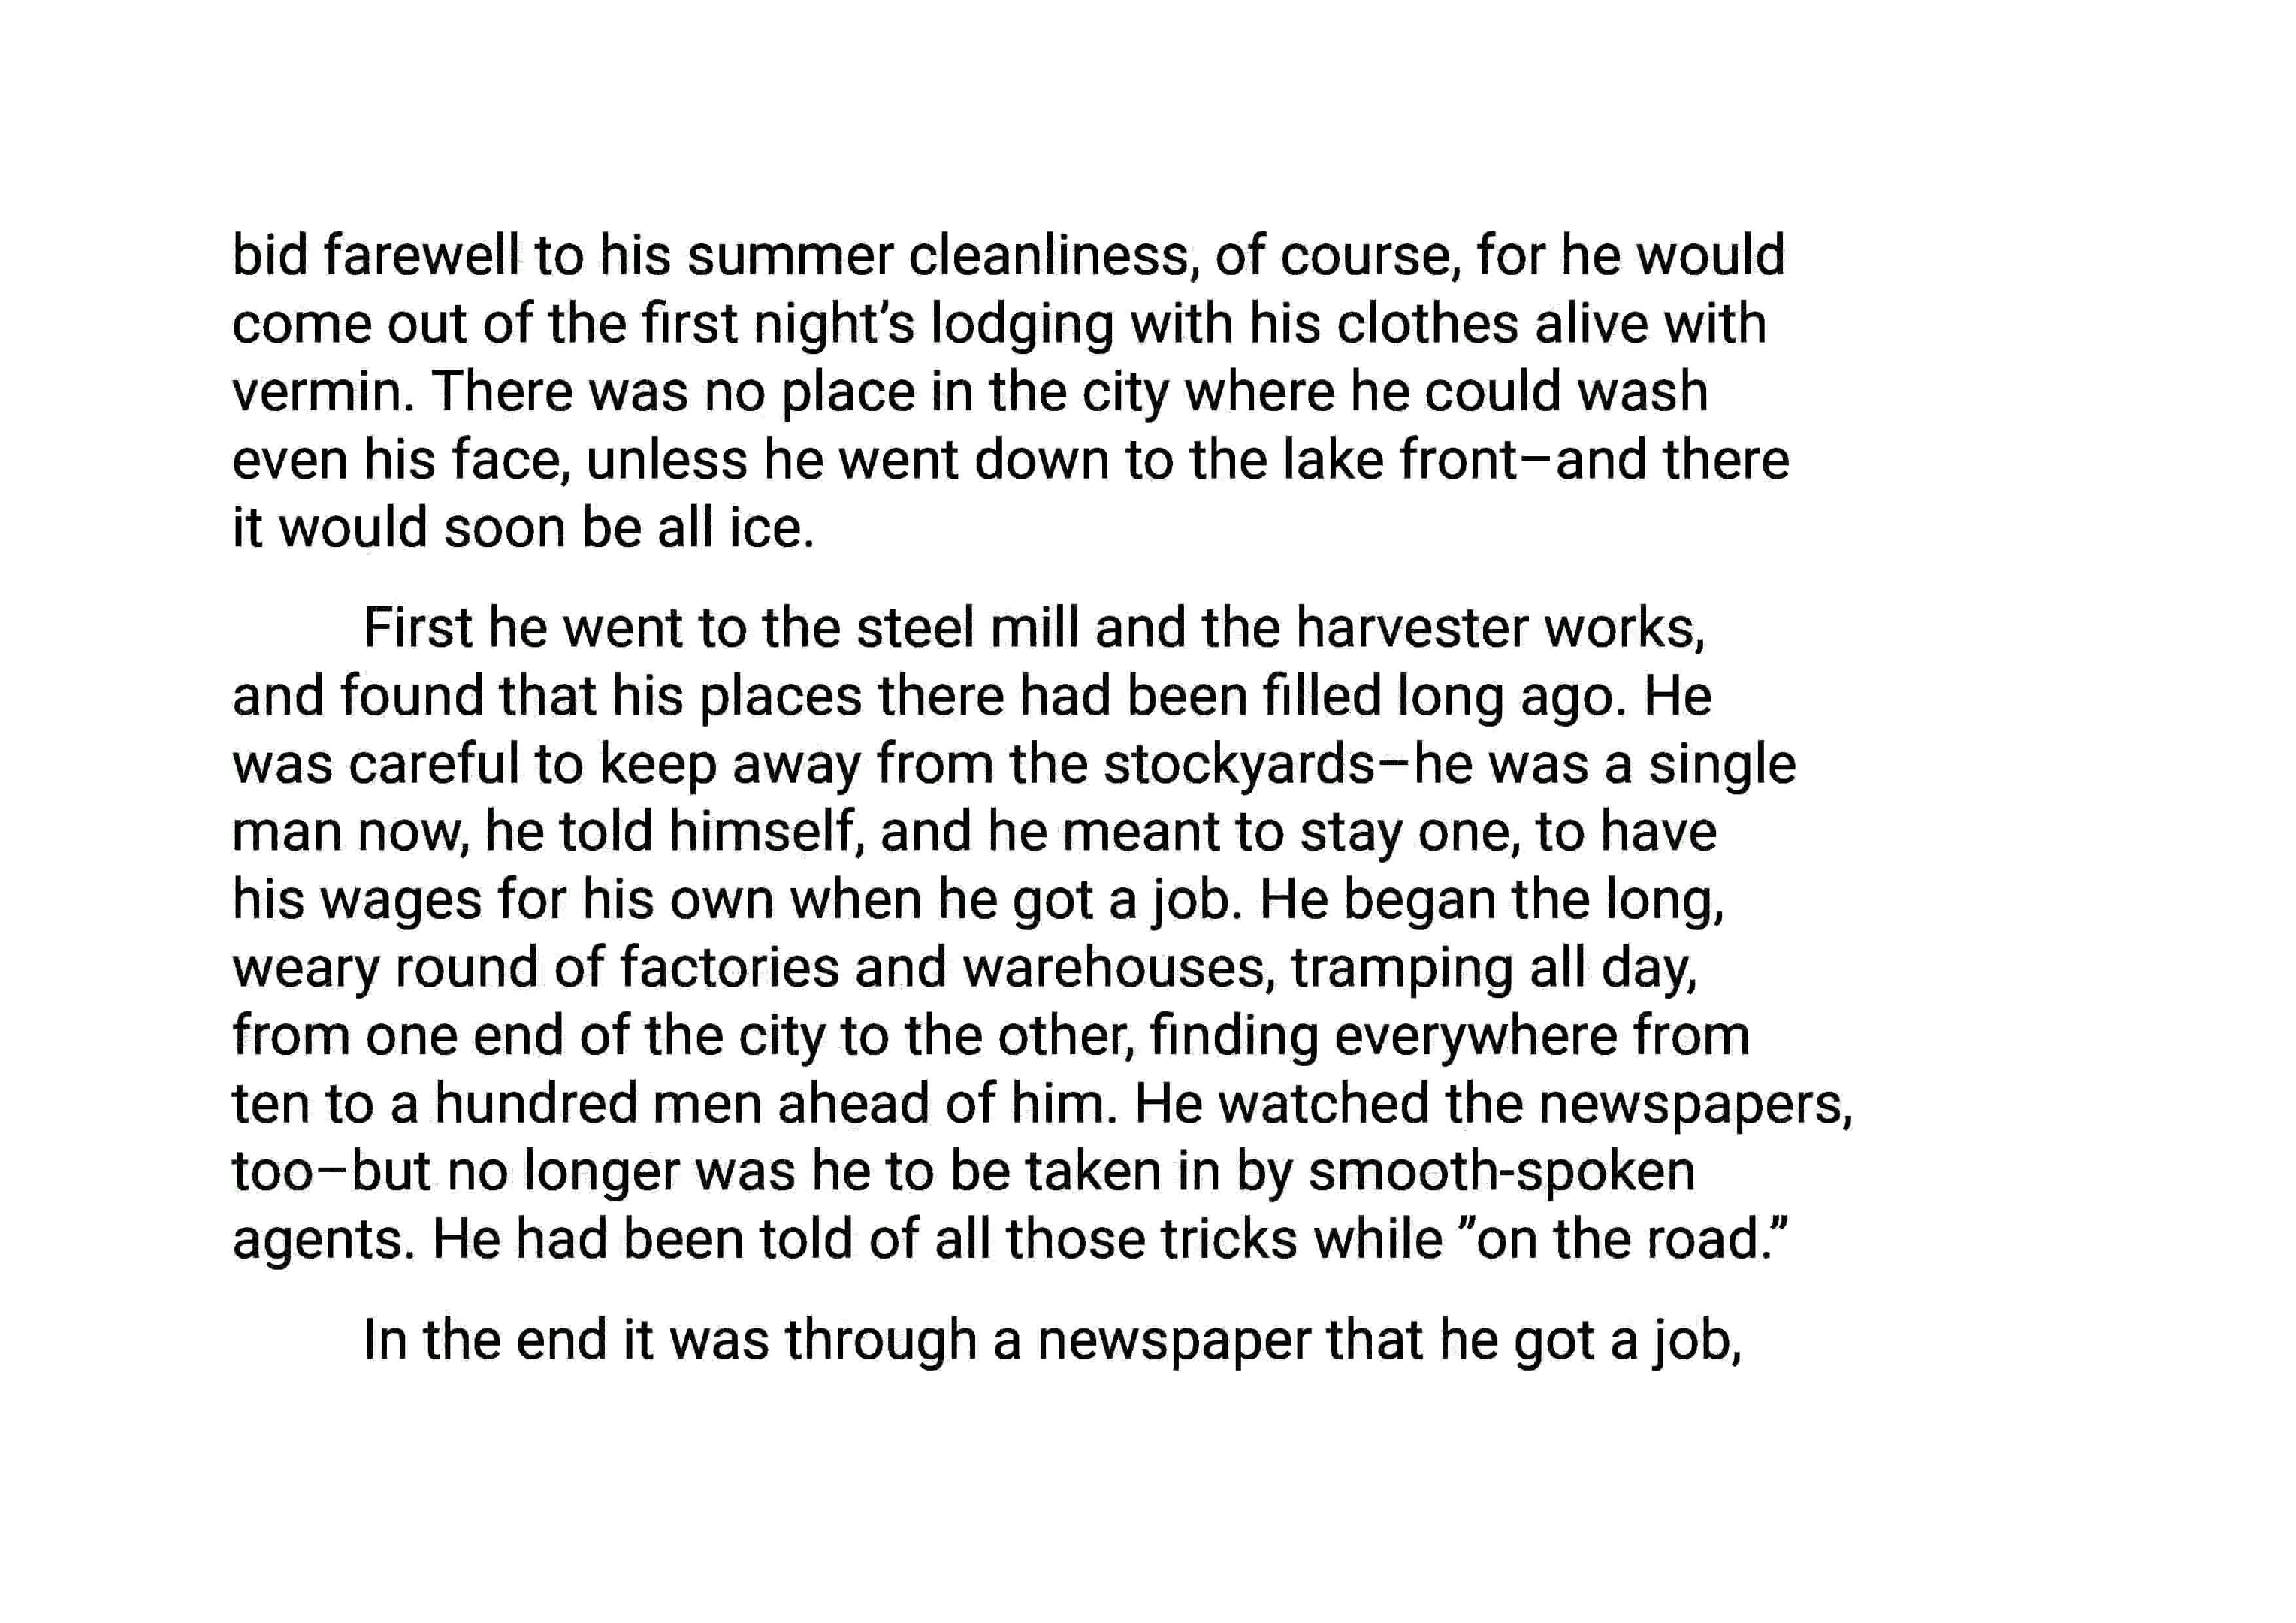 bid farewell to his summer cleanliness, of course, for he would
come out of the first night’s lodging with his clothes alive with
vermin. There was no place in the city where he could wash
even his face, unless he went down to the lake front–and there
it would soon be all ice.
First he went to the steel mill and the harvester works,
and found that his places there had been filled long ago. He
was careful to keep away from the stockyards–he was a single
man now, he told himself, and he meant to stay one, to have
his wages for his own when he got a job. He began the long,
weary round of factories and warehouses, tramping all day,
from one end of the city to the other, finding everywhere from
ten to a hundred men ahead of him. He watched the newspapers,
too–but no longer was he to be taken in by smooth-spoken
agents. He had been told of all those tricks while ”on the road.”
In the end it was through a newspaper that he got a job,